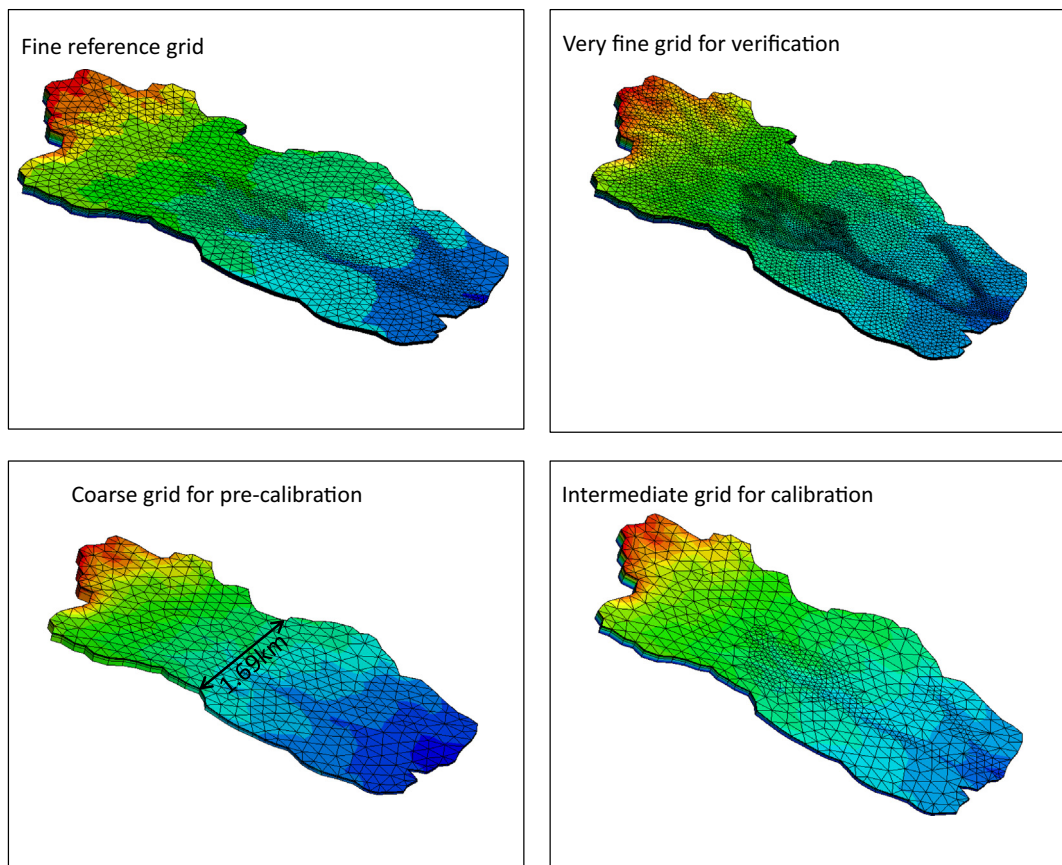 Fine reference grid
Very fine grid for verification
Coarse grid for pre-calibration
1.69km
Intermediate grid for calibration